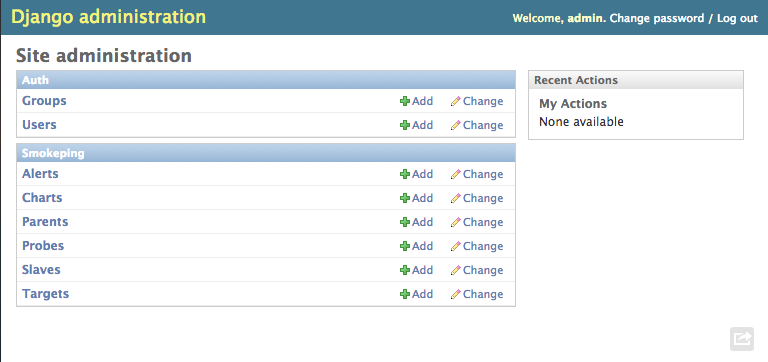 Django administration
Welcome, admin. Change password / Log out
Site administration
Auth
Groups Add Change
Users Add Change
Smokeping
Alerts Add Change
Charts Add Change
Parents Add Change
Probes Add Change
Slaves Add Change
Targets Add Change
Recent Actions
My Actions
None available